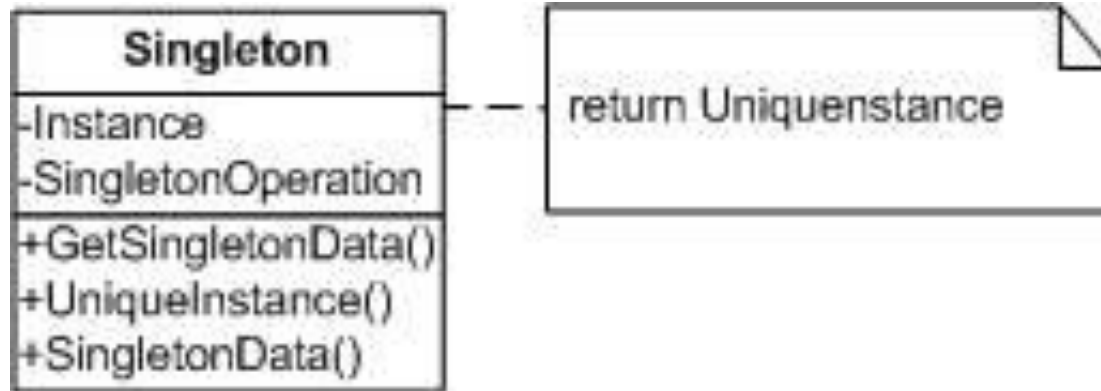 Singleton
-Instance
-SingletonOperation
+GetSingletonData()
+UniqueInstance()
+SingletonData()
return Uniquenstance